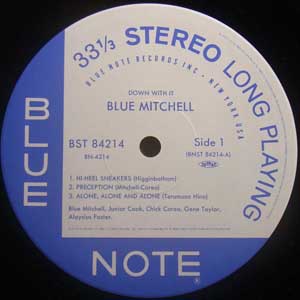 33 1/3 STEREO LONG PLAYING
BLUE NOTE RECORDS INC · NEW YORK USA
DOWN WITH IT
BLUE MITCHELL
BST 84214
BN-4214
Side 1
(BNST 84214-A)
1. HI-HEEL SNEAKERS (Higginbotham)
2. PRECEPTION (Mitchell-Corea)
3. ALONE, ALONE AND ALONE (Terumasa Hino)
Blue Mitchell, Junior Cook, Chick Corea, Gene Taylor,
Aloysius Foster.
BLUE
NOTE